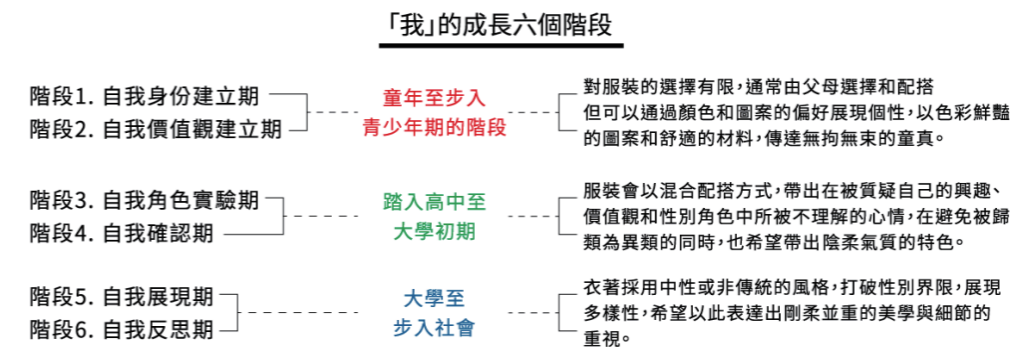 「我」的成長六個階段
階段1. 自我身份建立期
階段2. 自我價值觀建立期
童年至步入
青少年期的階段
對服裝的選擇有限，通常由父母選擇和配搭
但可以通過顏色和圖案的偏好展現個性，以色彩鮮豔
的圖案和舒適的材料，傳達無拘無束的童真。
階段3. 自我角色實驗期
階段4. 自我確認期
踏入高中至
大學初期
服裝會以混合配搭方式，帶出在被質疑自己的興趣、
價值觀和性別角色中所被不理解的心情，在避免被歸
類為異類的同時，也希望帶出陰柔氣質的特色。
階段5. 自我展現期
階段6. 自我反思期
大學至
步入社會
衣著採用中性或非傳統的風格，打破性別界限，展現
多樣性，希望以此表達出剛柔並重的美學與細節的
重視。